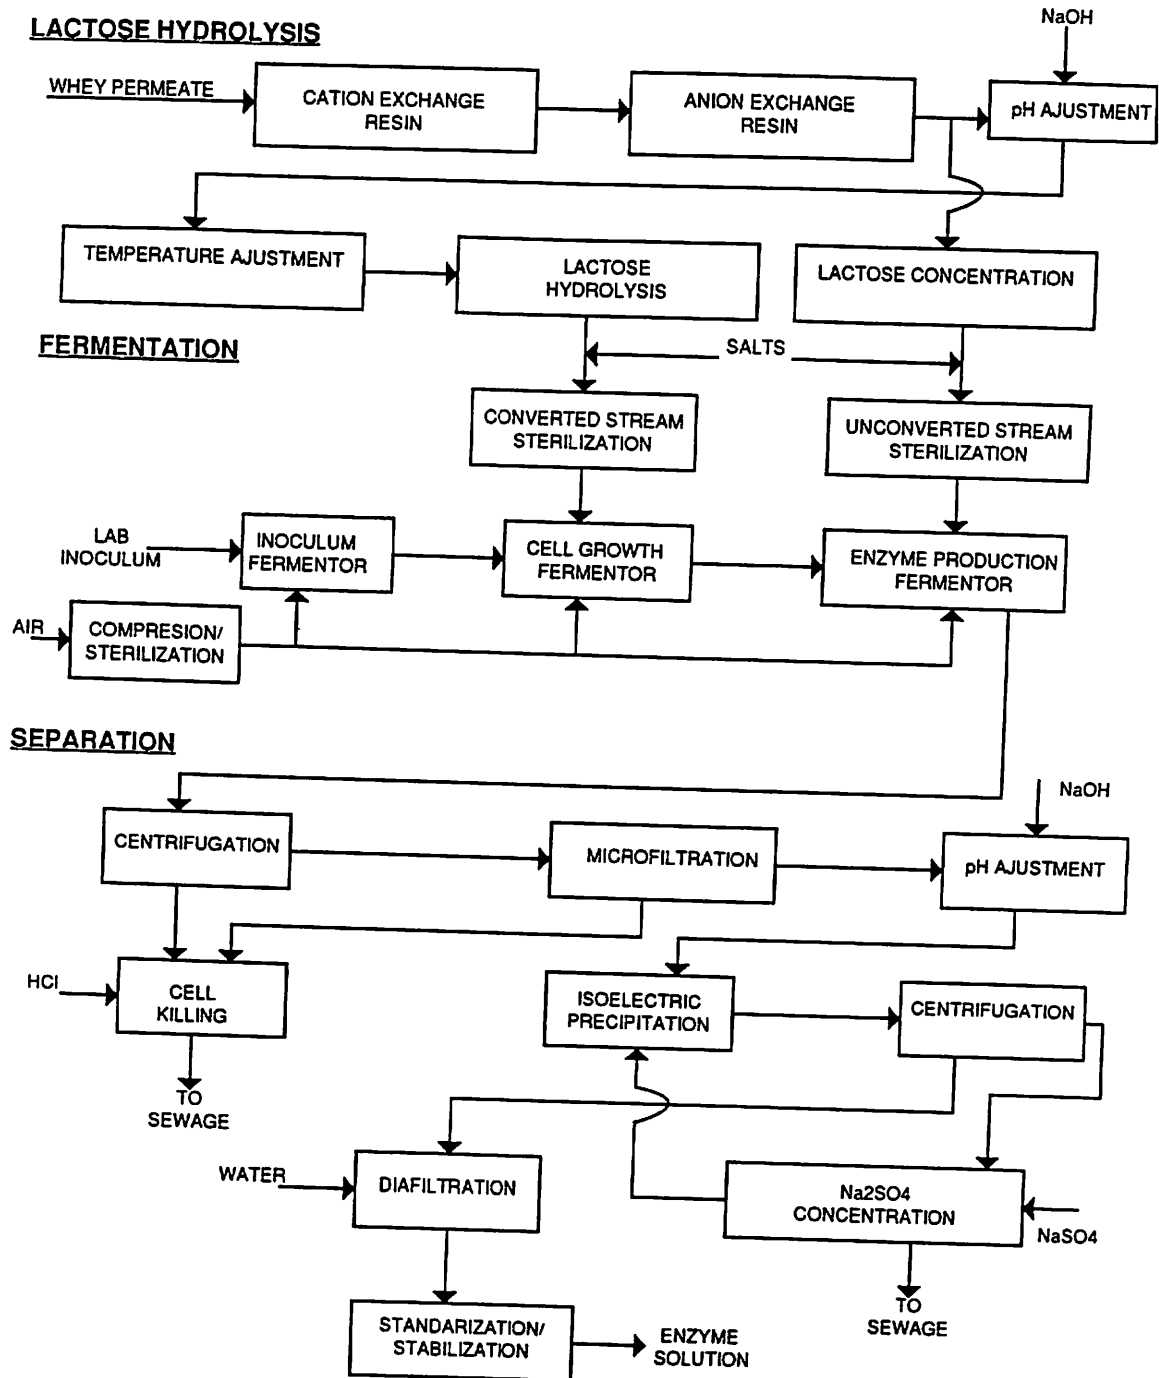 LACTOSE HYDROLYSIS
NaOH
WHEY PERMEATE
CATION EXCHANGE
RESIN
ANION EXCHANGE
RESIN
pH AJUSTMENT
TEMPERATURE AJUSTMENT
LACTOSE
HYDROLYSIS
LACTOSE CONCENTRATION
FERMENTATION
SALTS
CONVERTED STREAM
STERILIZATION
UNCONVERTED STREAM
STERILIZATION
LAB
INOCULUM
INOCULUM
FERMENTOR
CELL GROWTH
FERMENTOR
ENZYME PRODUCTION
FERMENTOR
AIR
COMPRESION/
STERILIZATION
SEPARATION
NaOH
CENTRIFUGATION
MICROFILTRATION
pH AJUSTMENT
HCl
CELL
KILLING
ISOELECTRIC
PRECIPITATION
CENTRIFUGATION
TO
SEWAGE
WATER
DIAFILTRATION
Na2SO4
CONCENTRATION
NaSO4
TO
SEWAGE
STANDARIZATION/
STABILIZATION
ENZYME
SOLUTION